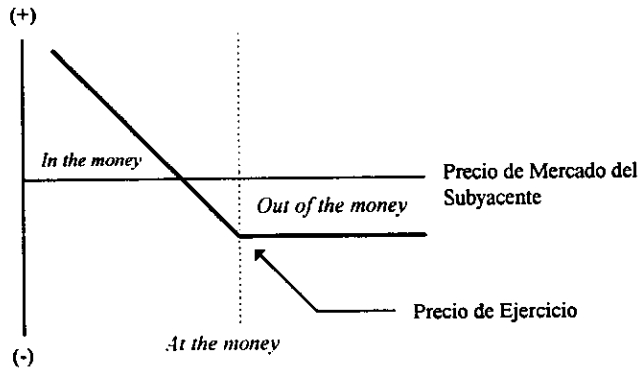 (+)
In the money
Precio de Mercado del
Subyacente
Out of the money
Precio de Ejercicio
At the money
(-)